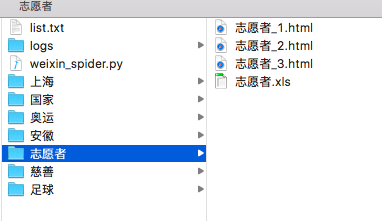 志愿者
list.txt
logs
weixin_spider.py
上海
国家
奥运
安徽
志愿者
慈善
足球
志愿者_1.html
志愿者_2.html
志愿者_3.html
志愿者.xls